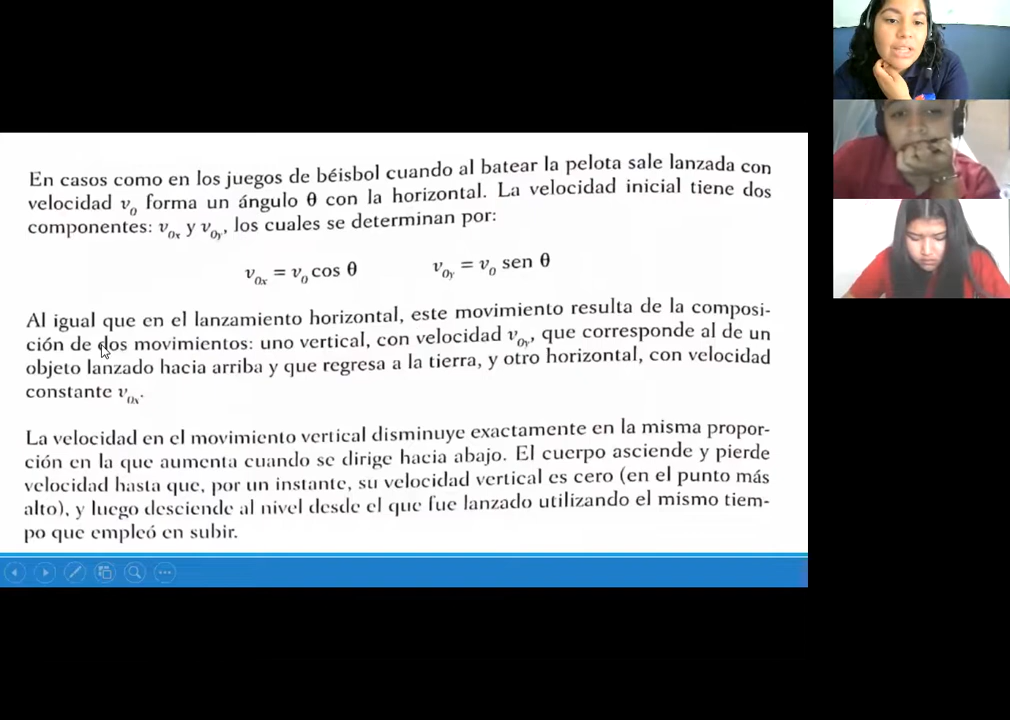 En casos como en los juegos de béisbol cuando al batear la pelota sale lanzada con
velocidad v₀ forma un ángulo θ con la horizontal. La velocidad inicial tiene dos
componentes: v₀ₓ y v₀ᵧ, los cuales se determinan por:
v₀ₓ = v₀ cos θ v₀ᵧ = v₀ sen θ
Al igual que en el lanzamiento horizontal, este movimiento resulta de la composi-
ción de dos movimientos: uno vertical, con velocidad v₀ᵧ, que corresponde al de un
objeto lanzado hacia arriba y que regresa a la tierra, y otro horizontal, con velocidad
constante v₀ₓ.
La velocidad en el movimiento vertical disminuye exactamente en la misma propor-
ción en la que aumenta cuando se dirige hacia abajo. El cuerpo asciende y pierde
velocidad hasta que, por un instante, su velocidad vertical es cero (en el punto más
alto), y luego desciende al nivel desde el que fue lanzado utilizando el mismo tiem-
po que empleó en subir.